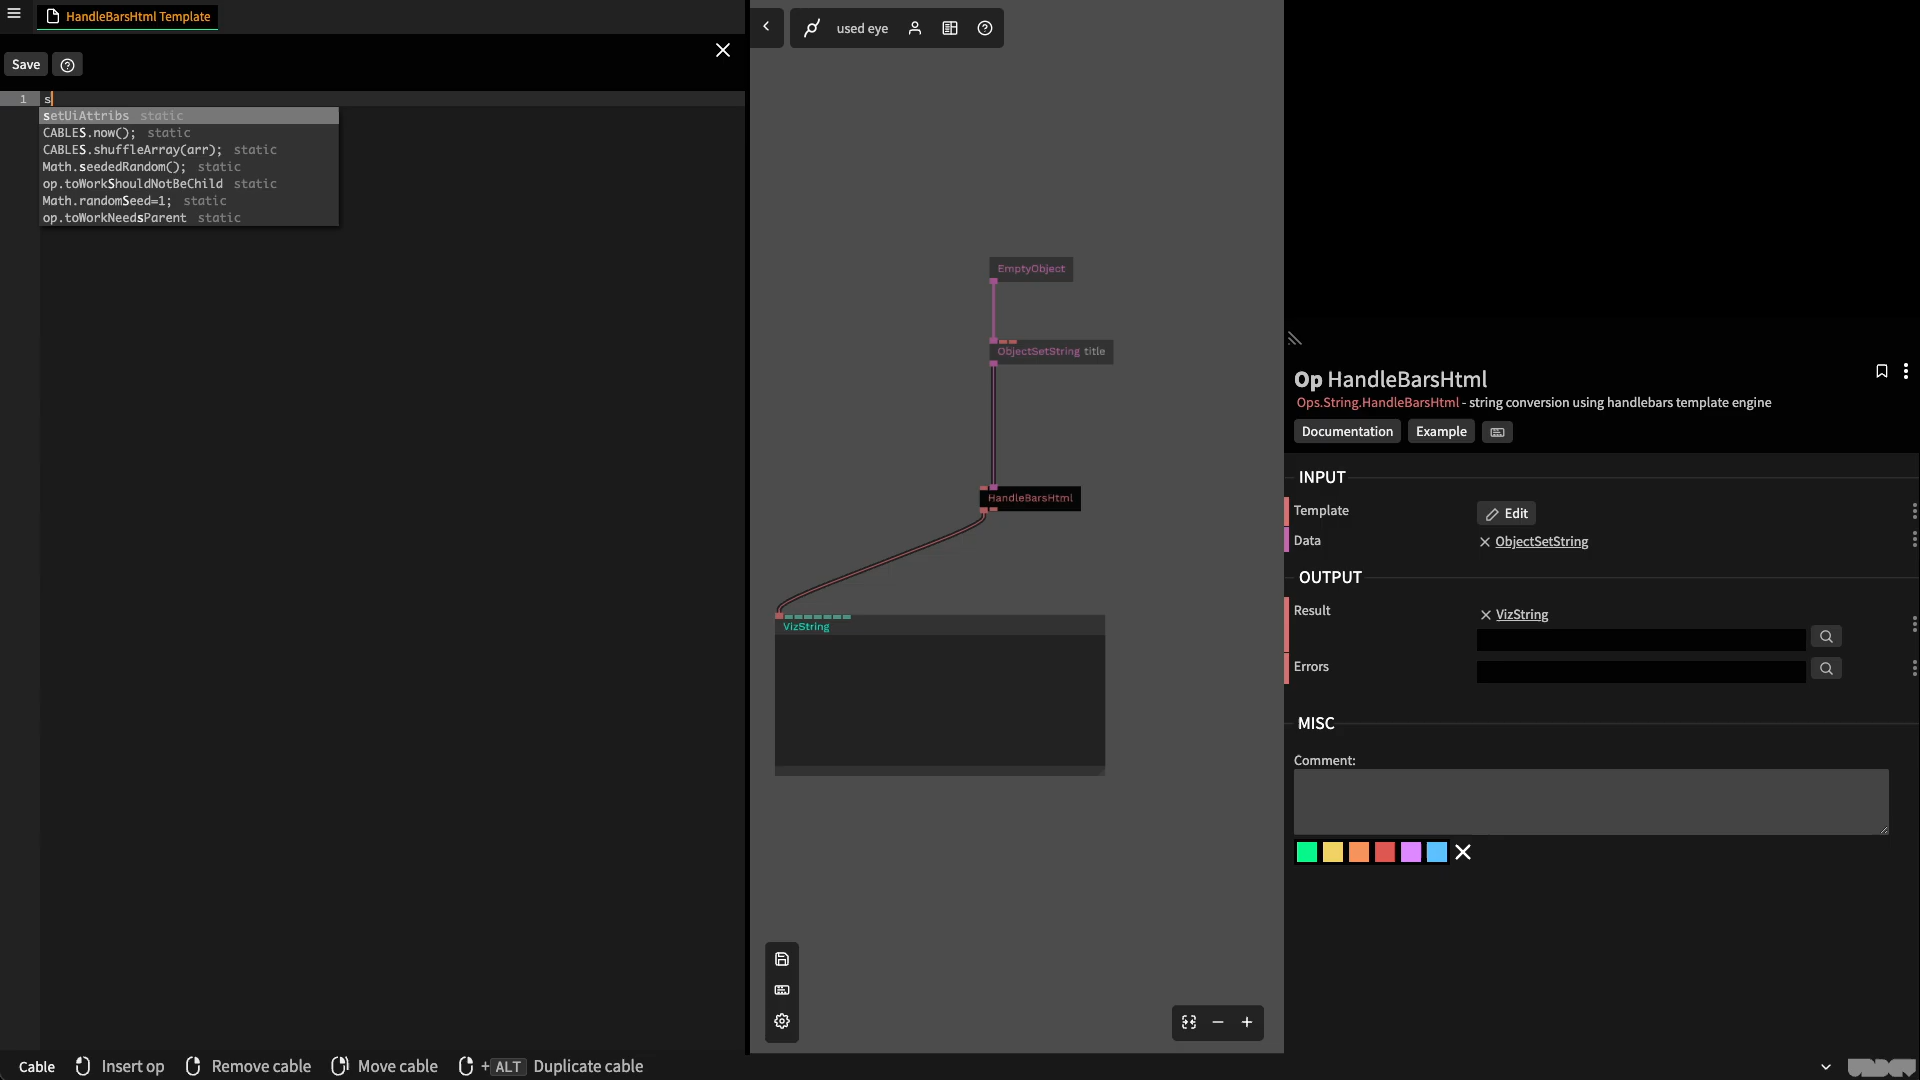 HandleBarsHtml Template
Save
1 s
setUiAttribs static
CABLES.now(); static
CABLES.shuffleArray(arr); static
Math.seededRandom(); static
op.toWorkShouldNotBeChild static
Math.randomSeed=1; static
op.toWorkNeedsParent static
used eye
EmptyObject
ObjectSetString title
HandleBarsHtml
VizString
Op HandleBarsHtml
Ops.String.HandleBarsHtml - string conversion using handlebars template engine
Documentation Example
INPUT
Template Edit
Data ObjectSetString
OUTPUT
Result VizString
Errors
MISC
Comment:
Cable Insert op Remove cable Move cable +ALT Duplicate cable